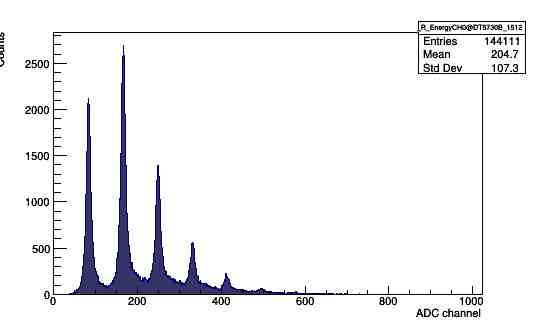 _R_EnergyCH0@DT5730B_1512
Entries 144111
Mean 204.7
Std Dev 107.3
Counts
2500
2000
1500
1000
500
0
0 200 400 600 800 1000
ADC channel